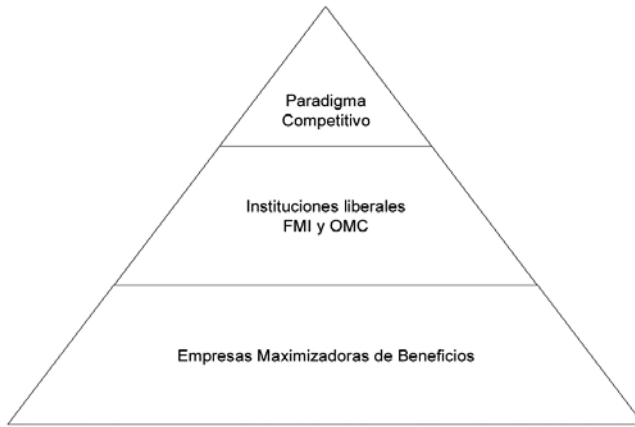 Paradigma
Competitivo
Instituciones liberales
FMI y OMC
Empresas Maximizadoras de Beneficios